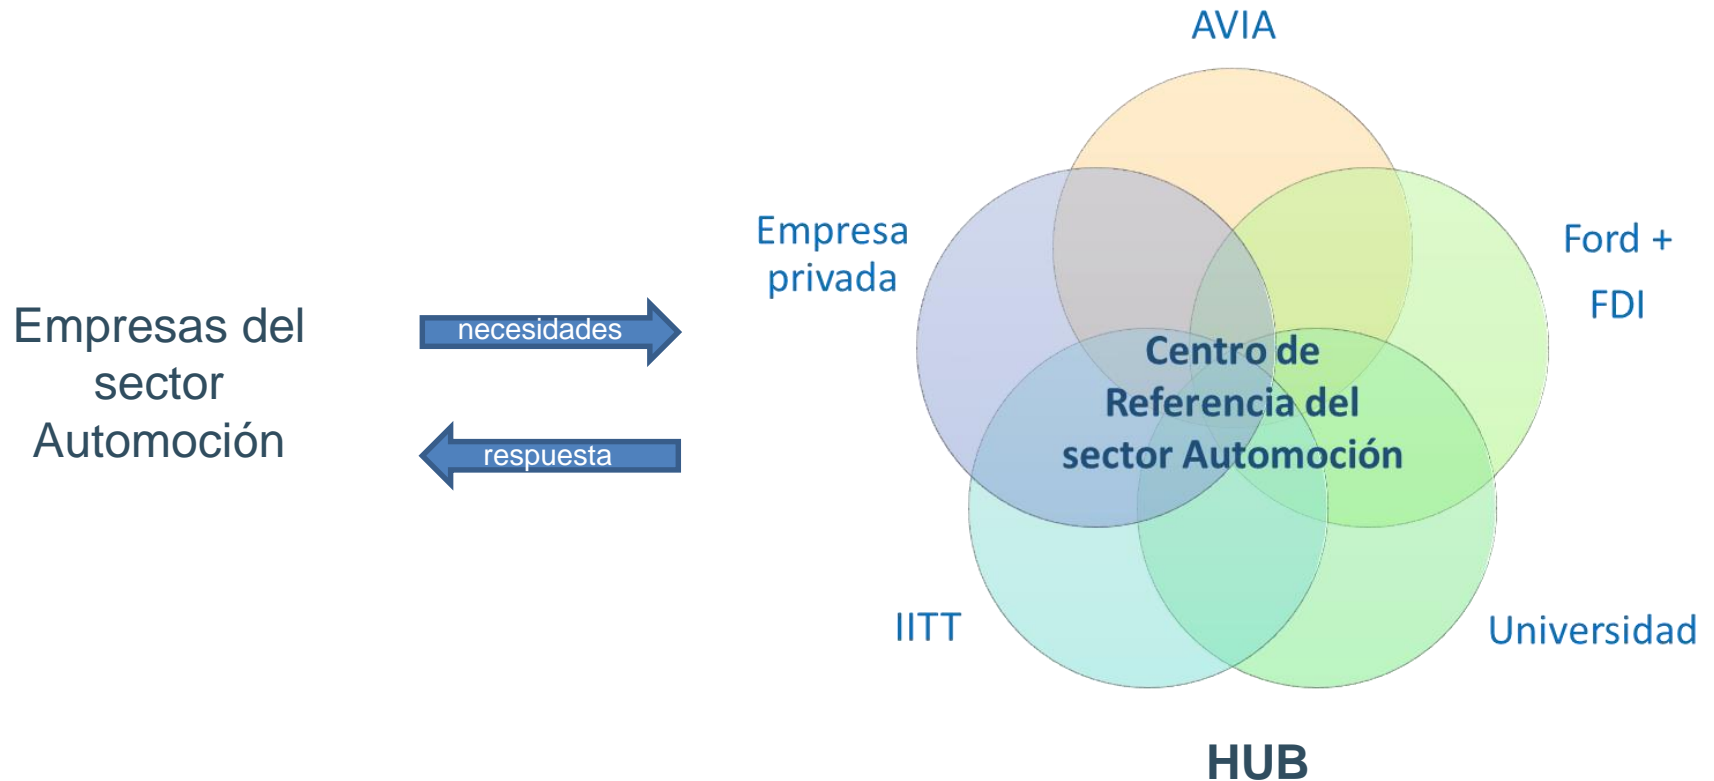 Empresas del
sector
Automoción
necesidades
respuesta
AVIA
Empresa
privada
Ford +
FDI
Centro de
Referencia del
sector Automoción
IITT
Universidad
HUB